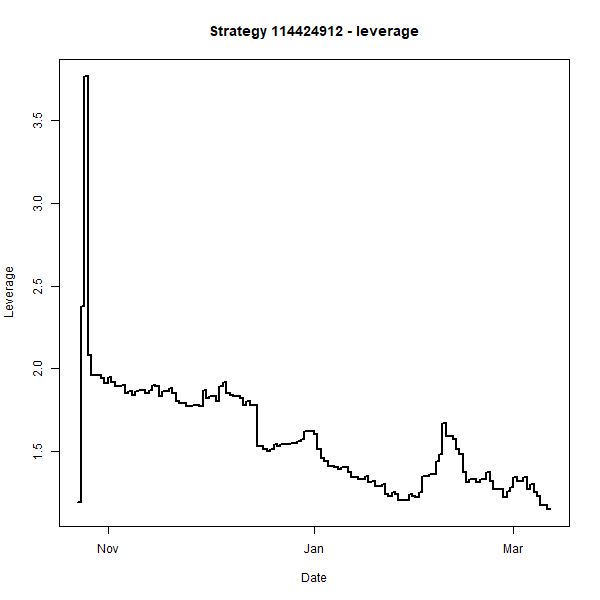 Strategy 114424912 - leverage
Leverage
3.5
3.0
2.5
2.0
1.5
Nov
Jan
Mar
Date